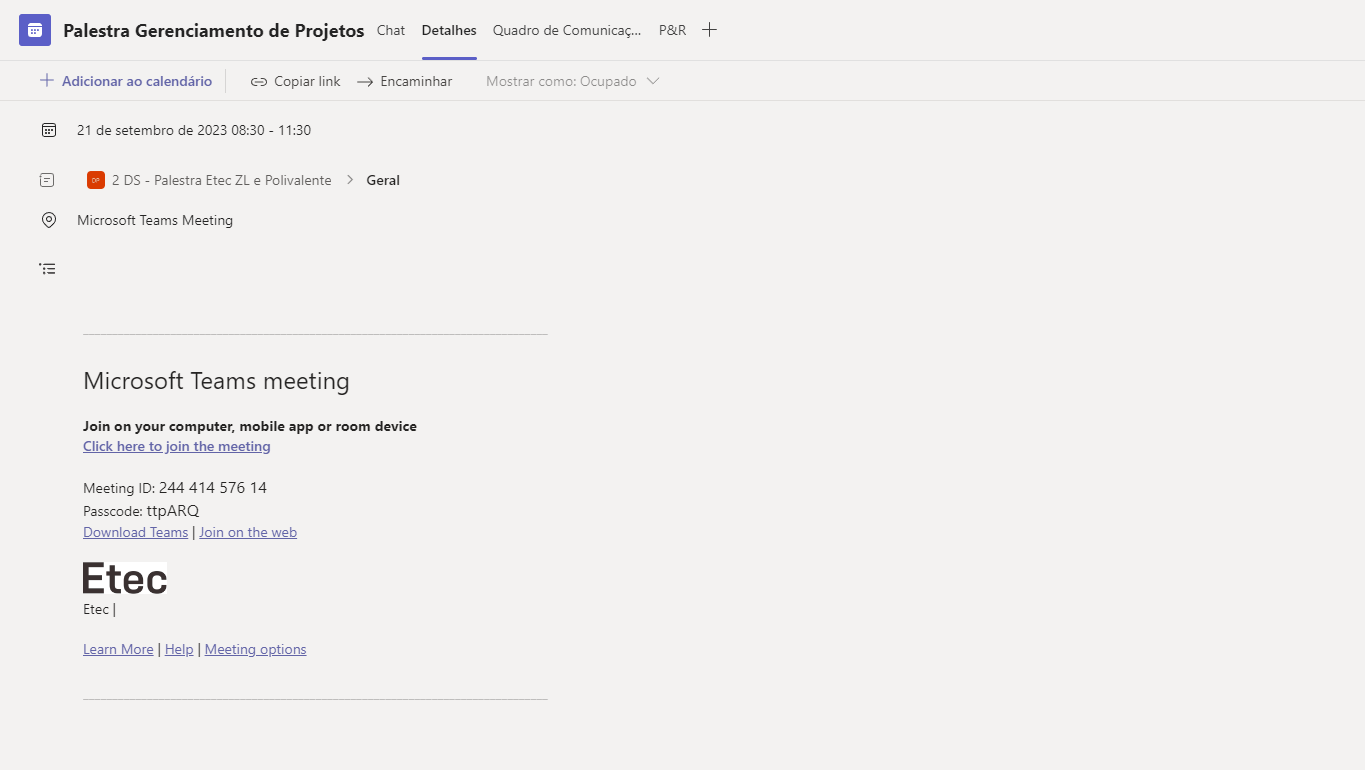 Palestra Gerenciamento de Projetos Chat Detalhes Quadro de Comunicaç... P&R
Adicionar ao calendário Copiar link Encaminhar Mostrar como: Ocupado
21 de setembro de 2023 08:30 - 11:30
DP 2 DS - Palestra Etec ZL e Polivalente Geral
Microsoft Teams Meeting
Microsoft Teams meeting
Join on your computer, mobile app or room device
Click here to join the meeting
Meeting ID: 244 414 576 14
Passcode: ttpARQ
Download Teams | Join on the web
Etec
Etec |
Learn More | Help | Meeting options